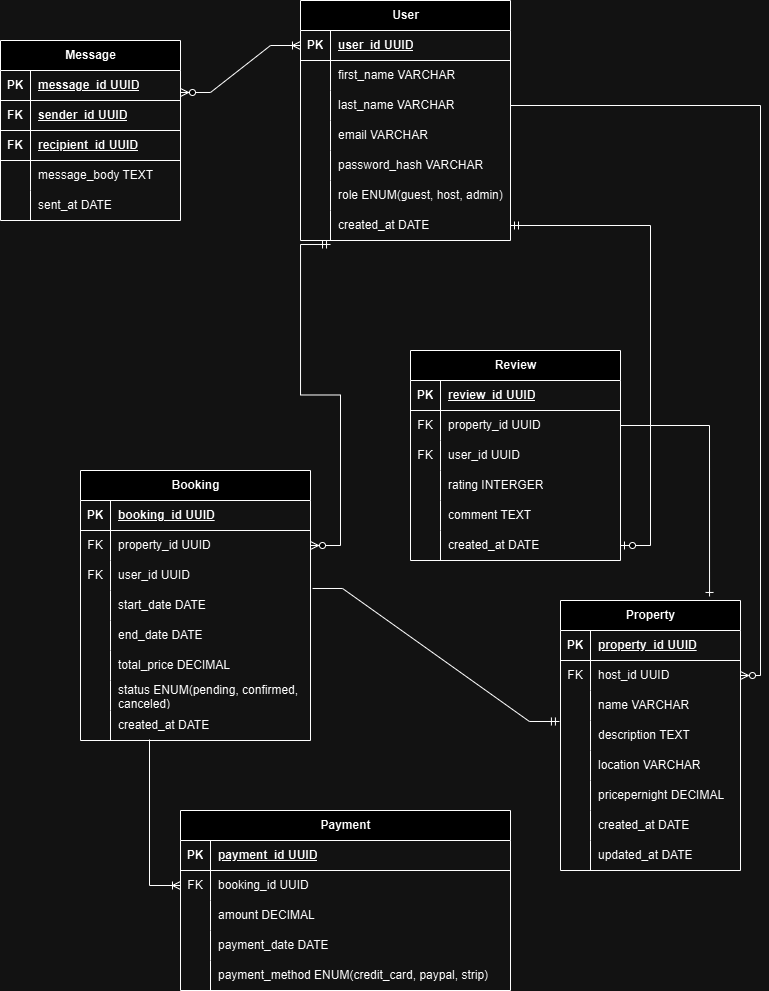 User
PK user_id UUID
first_name VARCHAR
last_name VARCHAR
email VARCHAR
password_hash VARCHAR
role ENUM(guest, host, admin)
created_at DATE
Message
PK message_id UUID
FK sender_id UUID
FK recipient_id UUID
message_body TEXT
sent_at DATE
Review
PK review_id UUID
FK property_id UUID
FK user_id UUID
rating INTERGER
comment TEXT
created_at DATE
Booking
PK booking_id UUID
FK property_id UUID
FK user_id UUID
start_date DATE
end_date DATE
total_price DECIMAL
status ENUM(pending, confirmed,
canceled)
created_at DATE
Property
PK property_id UUID
FK host_id UUID
name VARCHAR
description TEXT
location VARCHAR
pricepernight DECIMAL
created_at DATE
updated_at DATE
Payment
PK payment_id UUID
FK booking_id UUID
amount DECIMAL
payment_date DATE
payment_method ENUM(credit_card, paypal, strip)